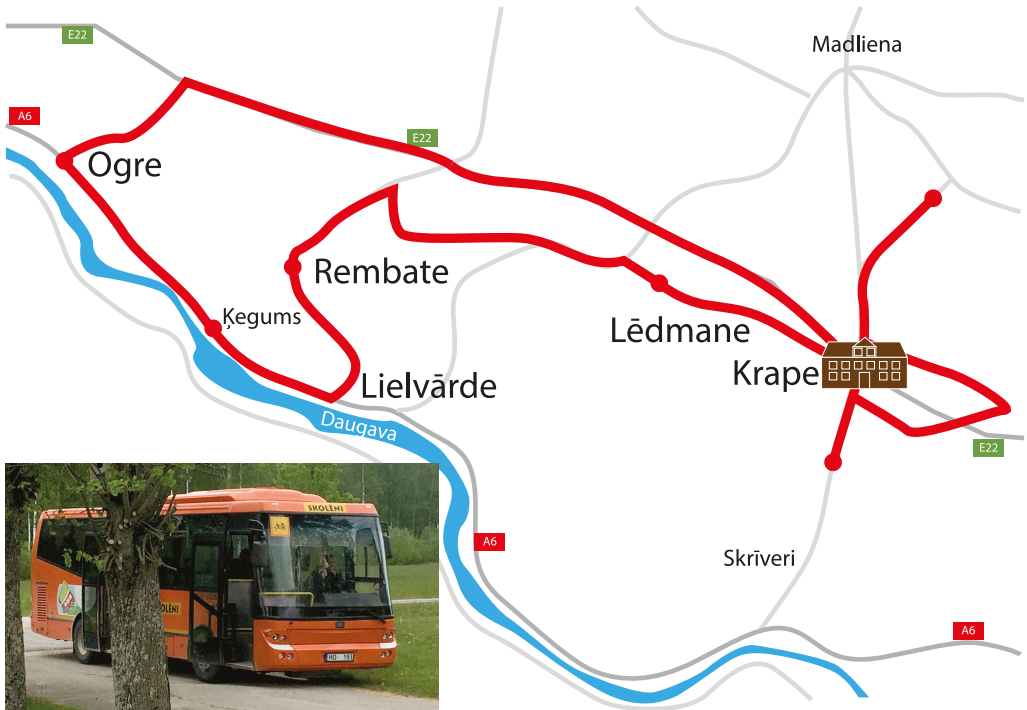 E22
Madliena
A6
E22
Ogre
Rembate
Ķegums
Lēdmane
Krape
Lielvārde
Daugava
E22
SKOLĒNI
SKOLĒNI
A6
Skrīveri
A6